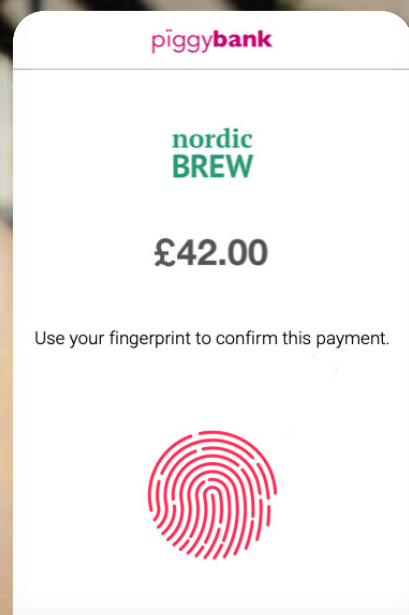 piggybank
nordic
BREW
£42.00
Use your fingerprint to confirm this payment.